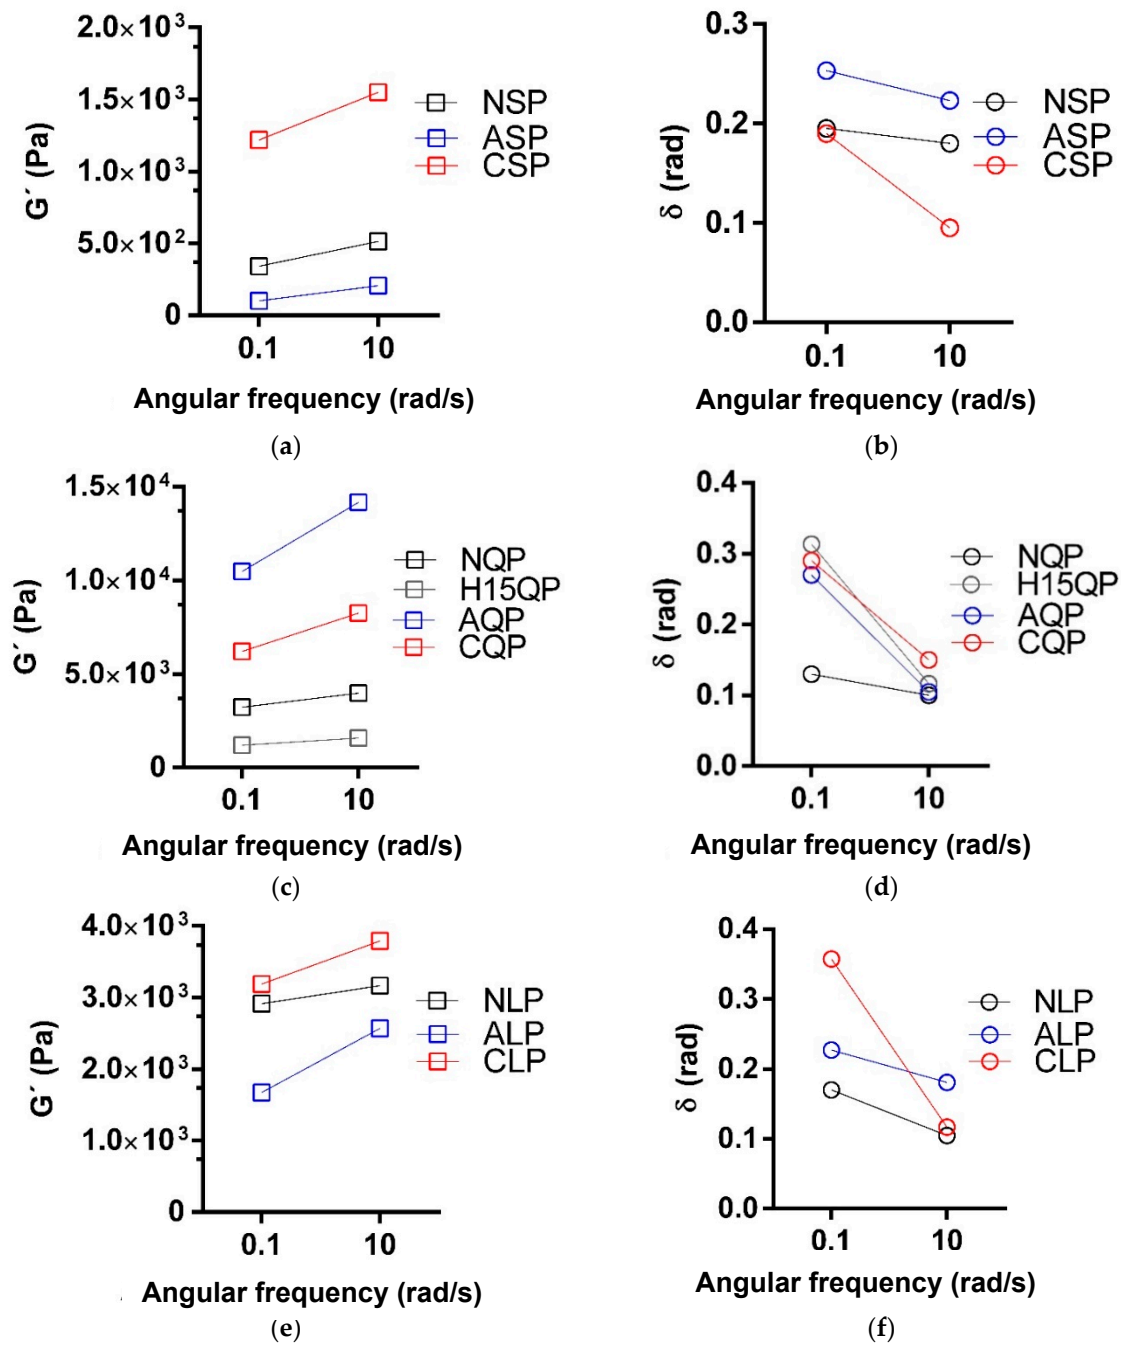 2.0×10³
1.5×10³
1.0×10³
5.0×10²
0
G´ (Pa)
0.1 10
Angular frequency (rad/s)
NSP
ASP
CSP
(a)
0.3
0.2
0.1
0.0
δ (rad)
0.1 10
Angular frequency (rad/s)
NSP
ASP
CSP
(b)
1.5×10⁴
1.0×10⁴
5.0×10³
0
G´ (Pa)
0.1 10
Angular frequency (rad/s)
NQP
H15QP
AQP
CQP
(c)
0.4
0.3
0.2
0.1
0.0
δ (rad)
0.1 10
Angular frequency (rad/s)
NQP
H15QP
AQP
CQP
(d)
4.0×10³
3.0×10³
2.0×10³
1.0×10³
0
G´ (Pa)
0.1 10
Angular frequency (rad/s)
NLP
ALP
CLP
(e)
0.4
0.3
0.2
0.1
0.0
δ (rad)
0.1 10
Angular frequency (rad/s)
NLP
ALP
CLP
(f)